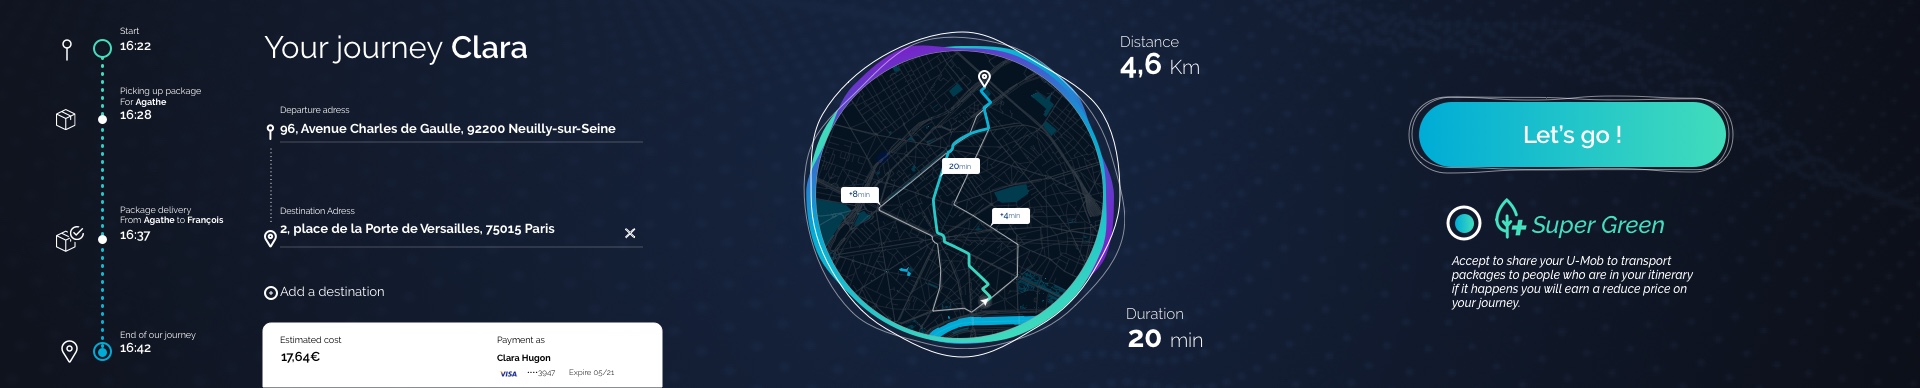 Start
16:22
Picking up package
For Agathe
16:28
Package delivery
From Agathe to François
16:37
End of our journey
16:42
Your journey Clara
Departure adress
96, Avenue Charles de Gaulle, 92200 Neuilly-sur-Seine
Destination Adress
2, place de la Porte de Versailles, 75015 Paris
Add a destination
Estimated cost
17,64€
Payment as
Clara Hugon
VISA ····3947 Expire 05/21
20min
+8min
+4min
Distance
4,6 Km
Duration
20 min
Let's go !
Super Green
Accept to share your U-Mob to transport
packages to people who are in your itinerary
if it happens you will earn a reduce price on
your journey.